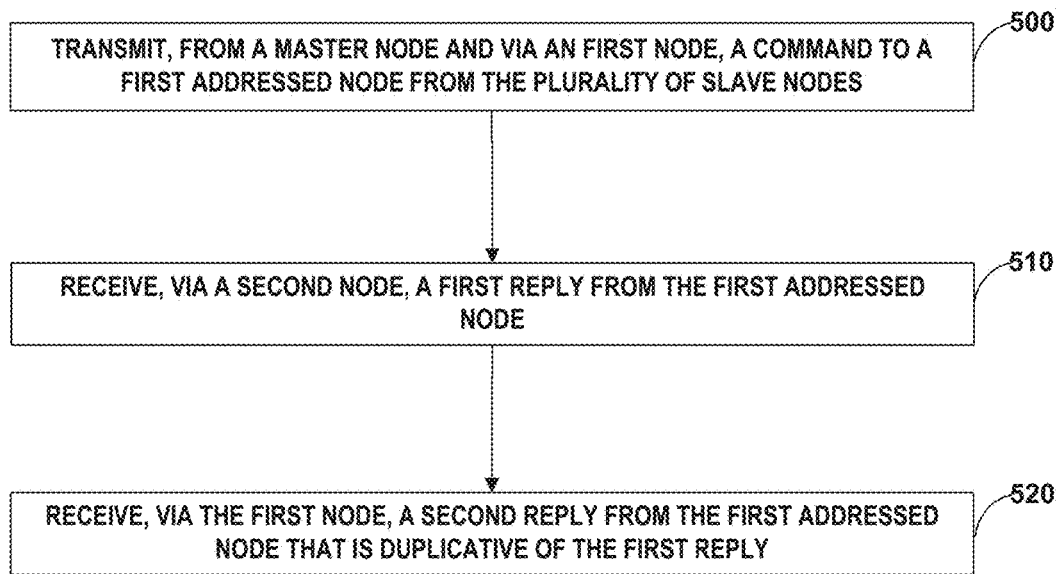 500
TRANSMIT, FROM A MASTER NODE AND VIA AN FIRST NODE, A COMMAND TO A
FIRST ADDRESSED NODE FROM THE PLURALITY OF SLAVE NODES
510
RECEIVE, VIA A SECOND NODE, A FIRST REPLY FROM THE FIRST ADDRESSED
NODE
520
RECEIVE, VIA THE FIRST NODE, A SECOND REPLY FROM THE FIRST ADDRESSED
NODE THAT IS DUPLICATIVE OF THE FIRST REPLY